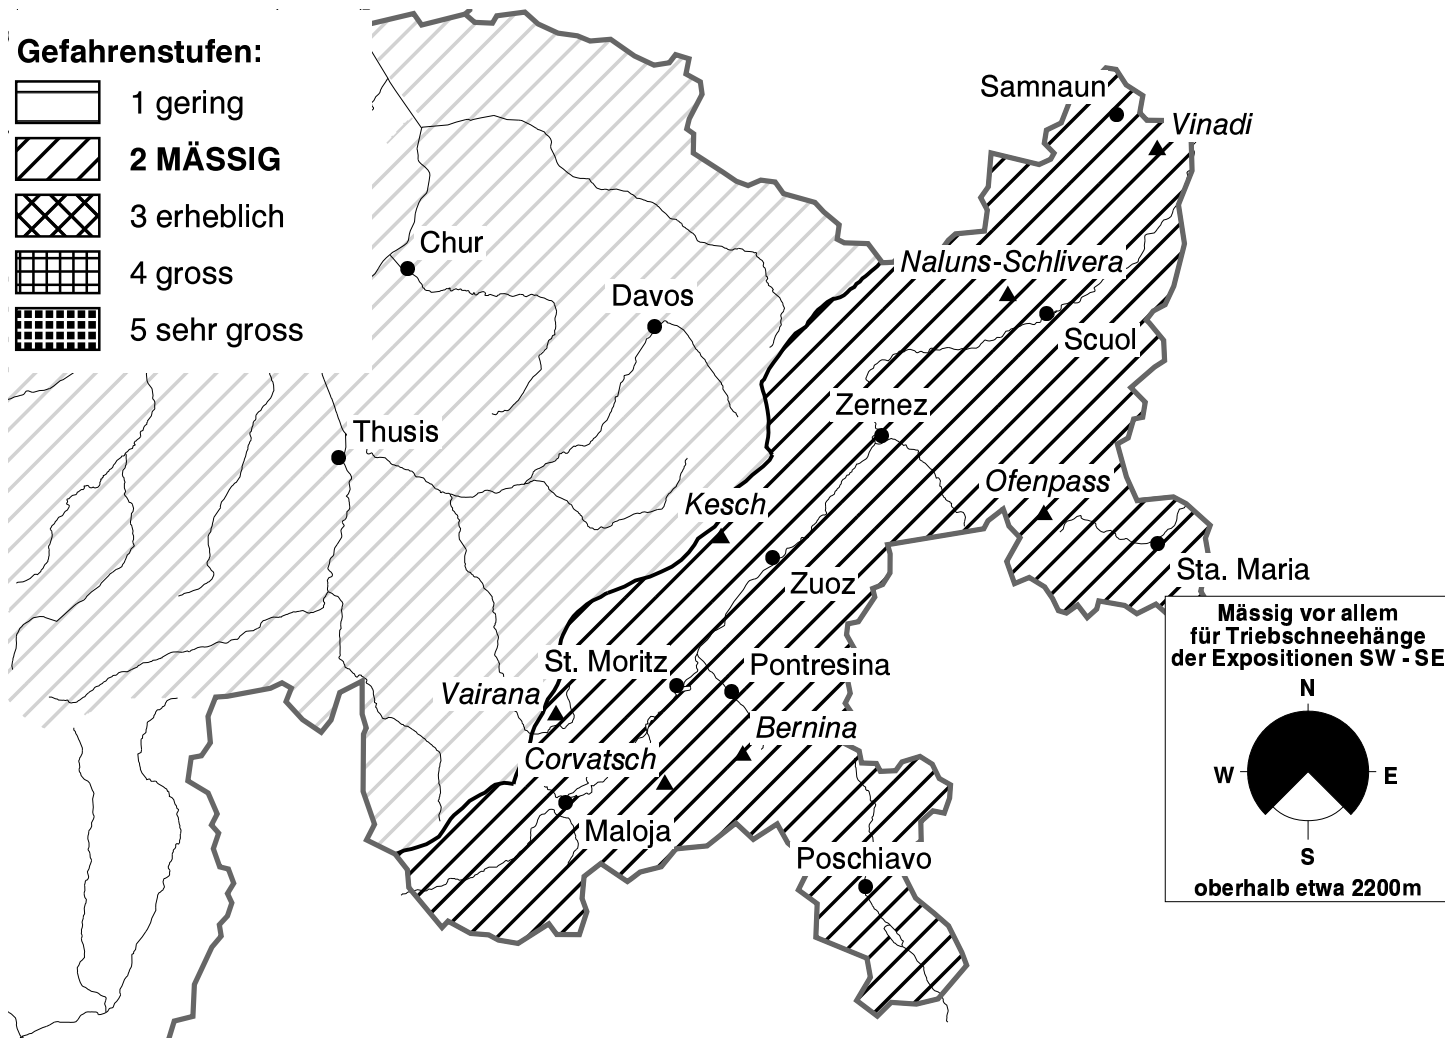 Gefahrenstufen:
1 gering
2 MÄSSIG
3 erheblich
4 gross
5 sehr gross
Samnaun
Vinadi
Chur
Naluns-Schlivera
Davos
Scuol
Zernez
Thusis
Ofenpass
Kesch
Sta. Maria
Zuoz
St. Moritz
Pontresina
Vairana
Bernina
Corvatsch
Maloja
Poschiavo
Mässig vor allem
für Triebschneehänge
der Expositionen SW - SE
N
W
E
S
oberhalb etwa 2200m